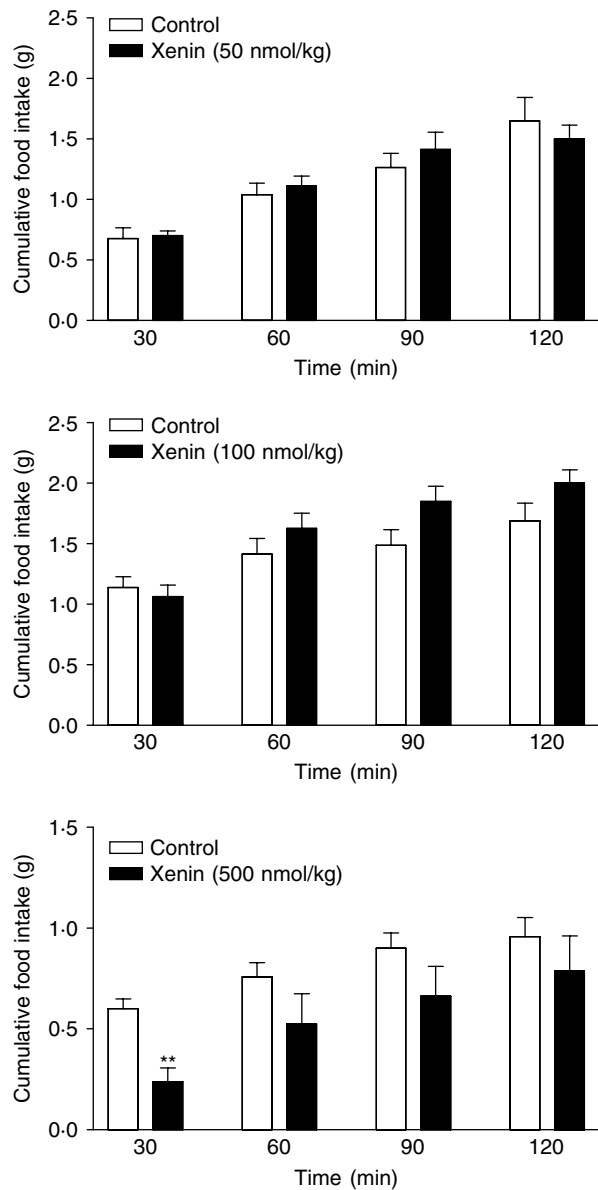 Control
Xenin (50 nmol/kg)
Cumulative food intake (g)
2·5
2·0
1·5
1·0
0·5
0·0
30 60 90 120
Time (min)
Control
Xenin (100 nmol/kg)
Cumulative food intake (g)
2·5
2·0
1·5
1·0
0·5
0·0
30 60 90 120
Time (min)
Control
Xenin (500 nmol/kg)
Cumulative food intake (g)
1·5
1·0
0·5
0·0
**
30 60 90 120
Time (min)